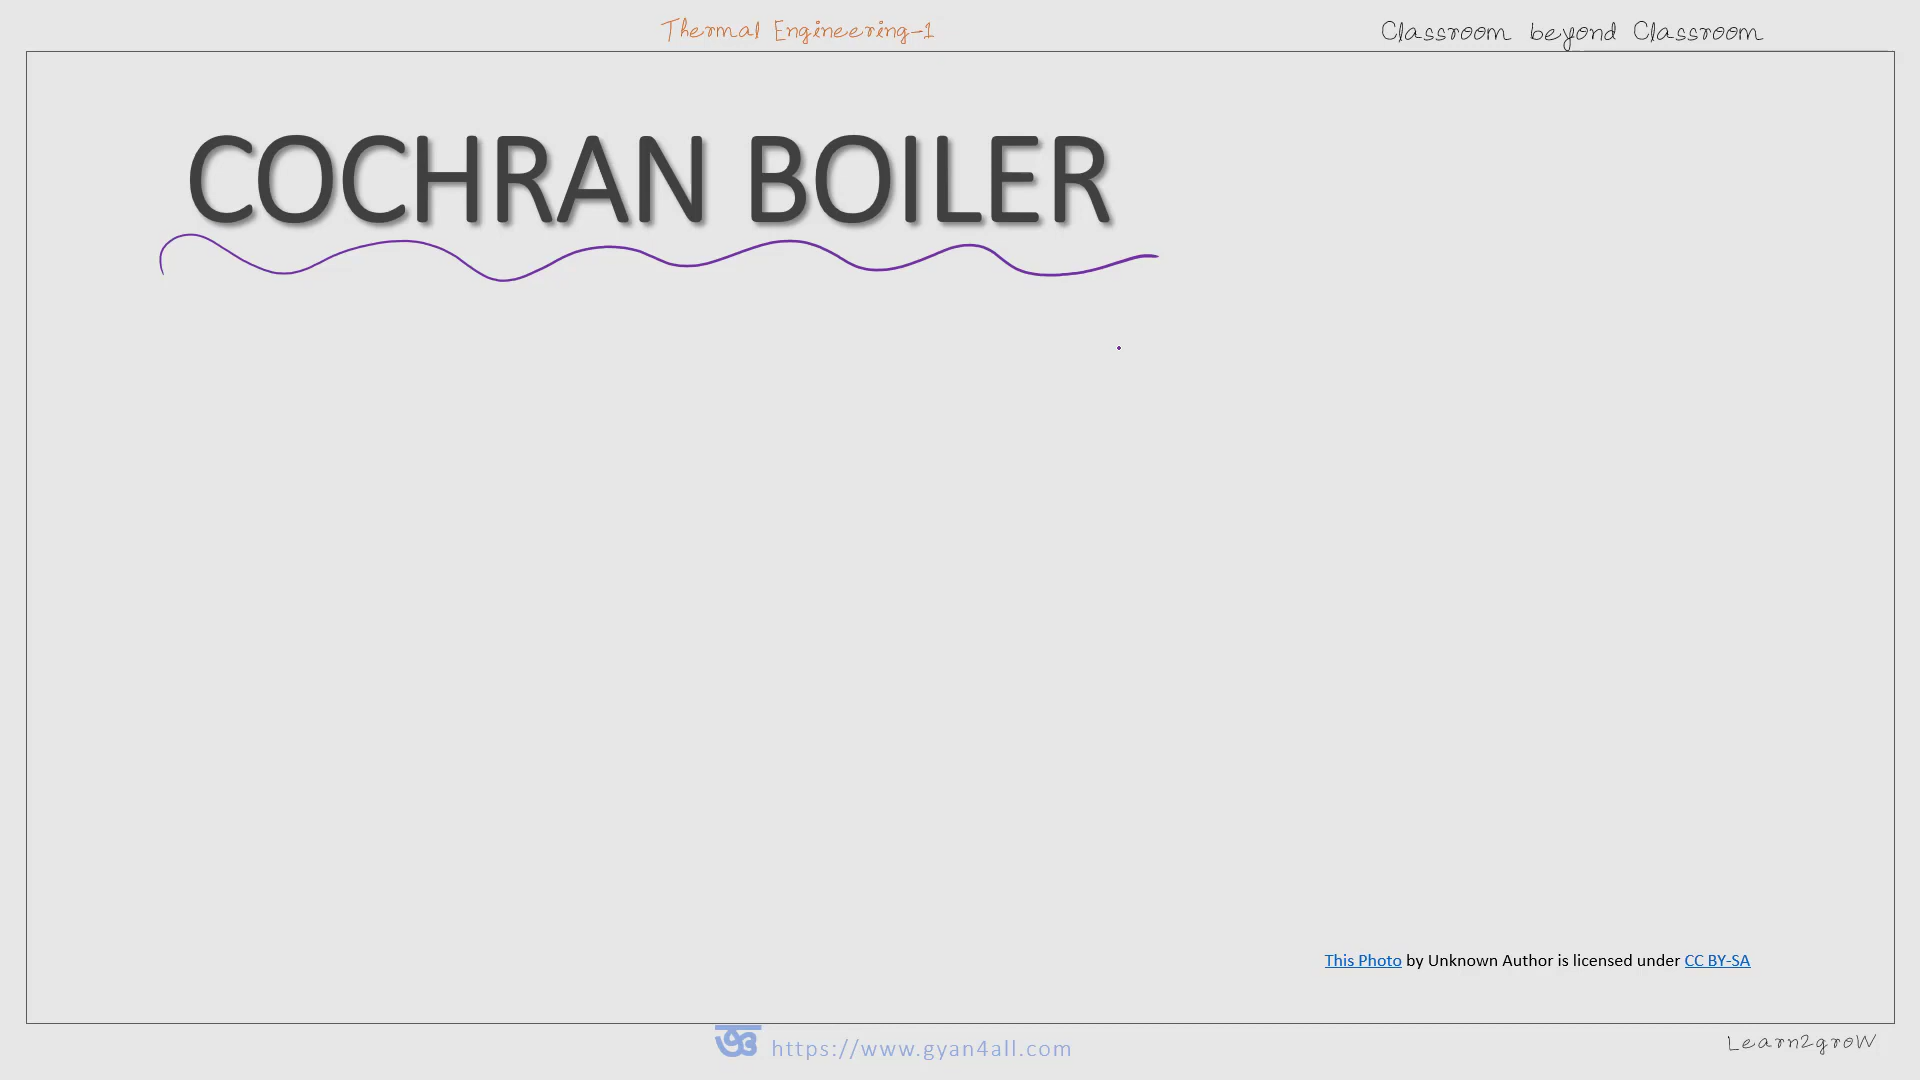 Thermal Engineering-1
Classroom beyond Classroom
COCHRAN BOILER
This Photo by Unknown Author is licensed under CC BY-SA
https://www.gyan4all.com
Learn2groW